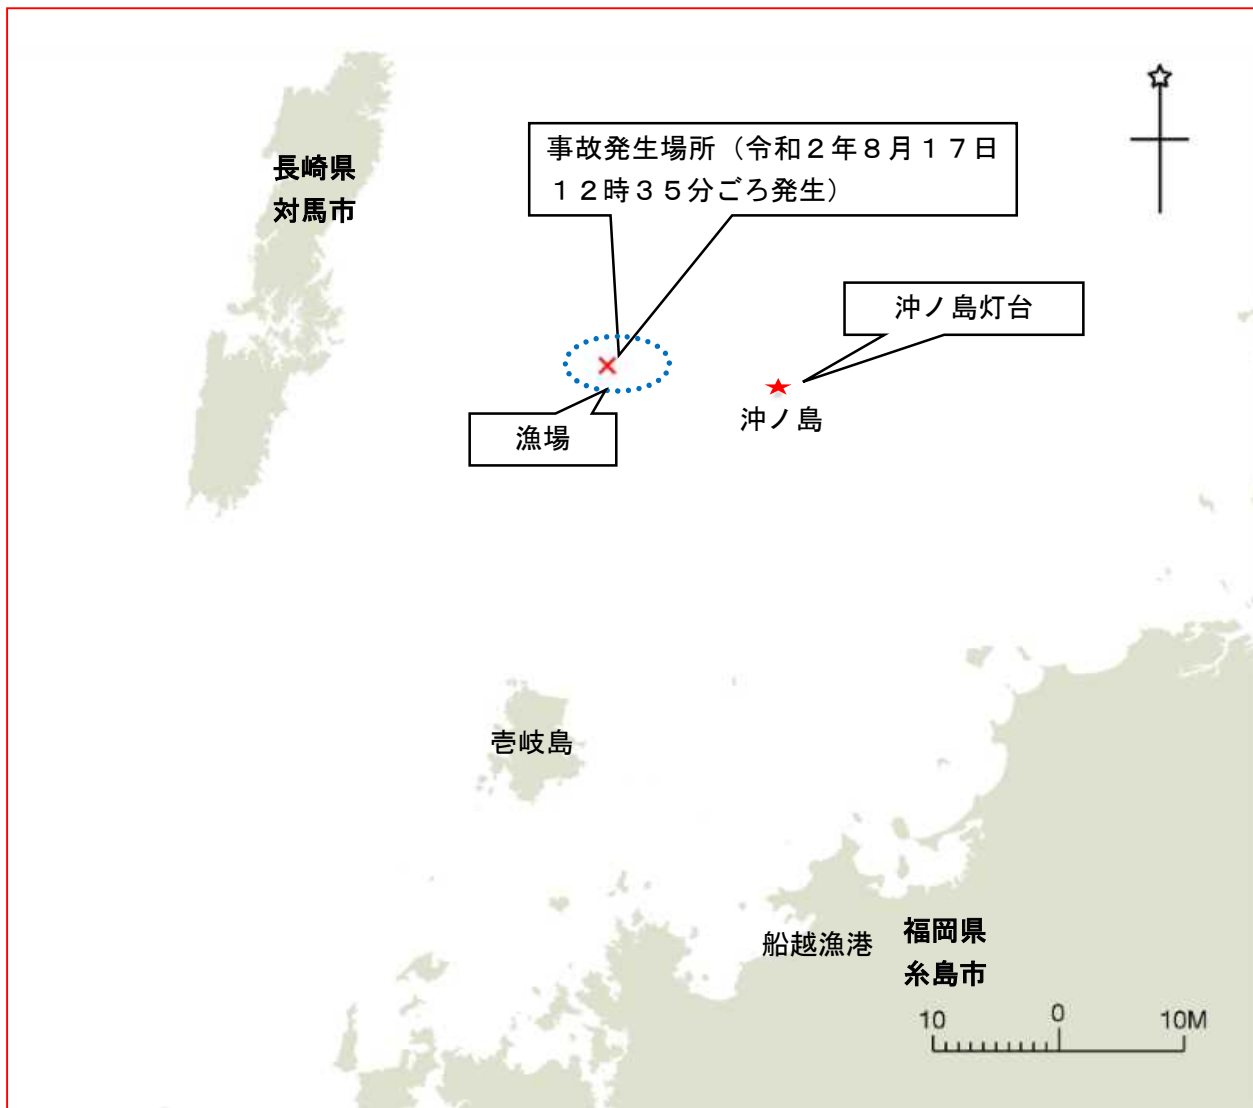 事故発生場所（令和２年８月１７日
１２時３５分ごろ発生）
長崎県
対馬市
沖ノ島灯台
沖ノ島
漁場
壱岐島
船越漁港
福岡県
糸島市
10 0 10M